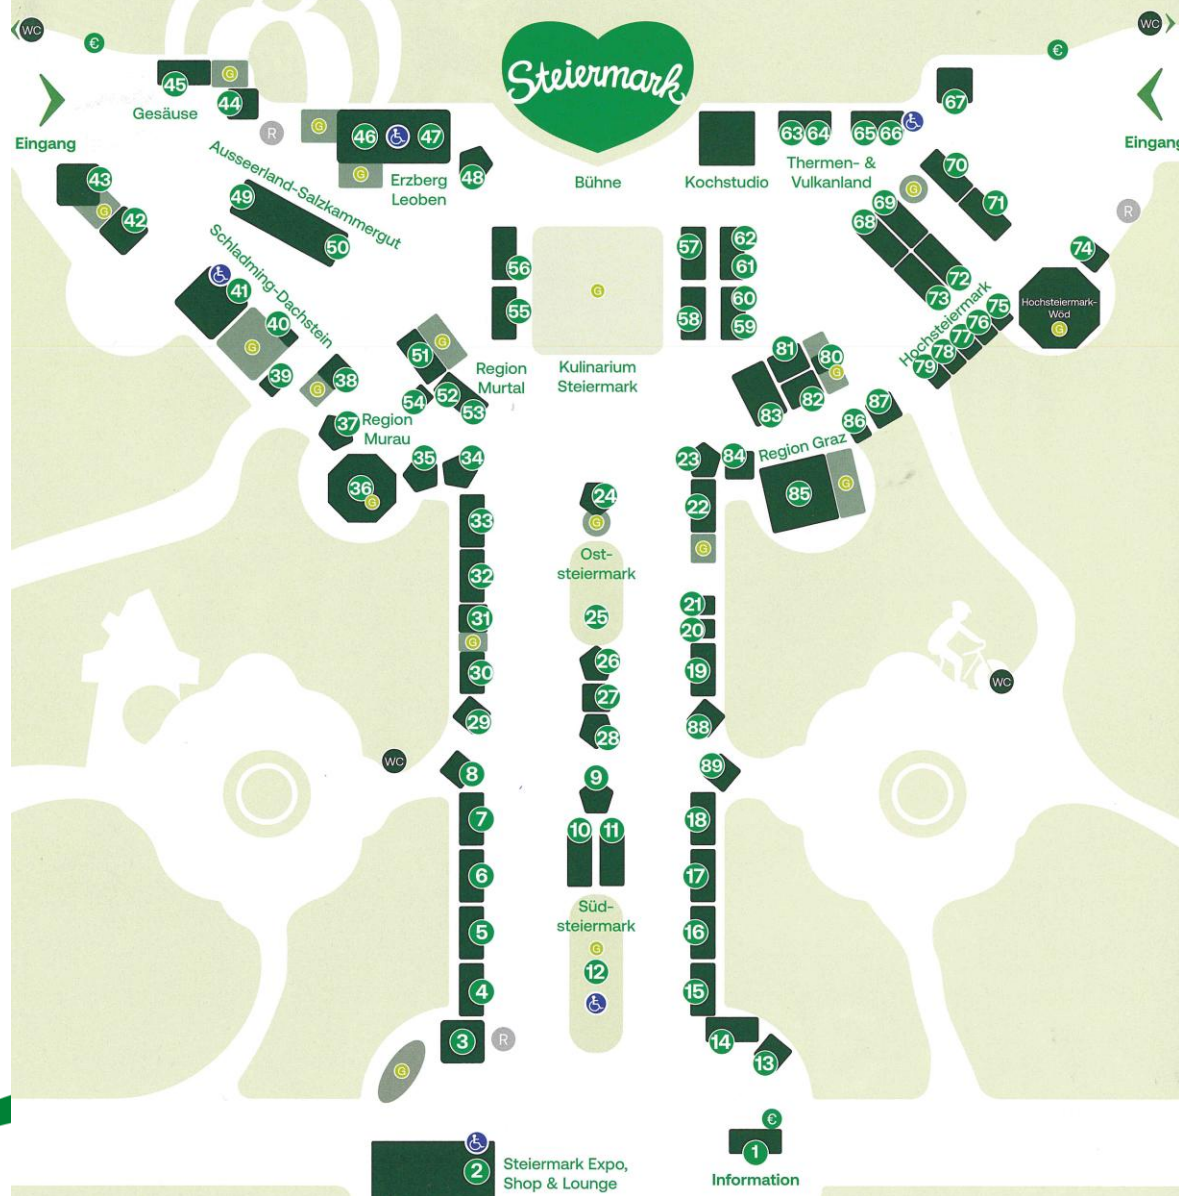 WC
WC
€
€
Steiermark
45
G
44
Gesäuse
67
Eingang
Eingang
R
G
46
47
48
G
Erzberg
Leoben
Bühne
Kochstudio
63
64
65
66
Thermen- &
Vulkanland
70
71
69
68
G
72
73
74
R
43
G
42
Ausseerland-Salzkammergut
49
50
Schladming-Dachstein
41
40
G
39
38
G
37
Region
Murau
36
G
35
34
51
G
52
53
54
Region
Murtal
56
55
G
Kulinarium
Steiermark
57
58
62
61
60
59
Hochsteiermark-
Wöd
G
Hochsteiermark
75
76
77
78
79
81
80
G
82
83
87
86
Region Graz
84
85
G
23
22
G
24
G
Ost-
steiermark
25
26
27
28
33
32
31
G
30
29
21
20
19
88
WC
WC
8
7
6
5
4
3
R
G
9
10
11
Süd-
steiermark
G
12
89
18
17
16
15
14
13
2
Steiermark Expo,
Shop & Lounge
€
1
Information